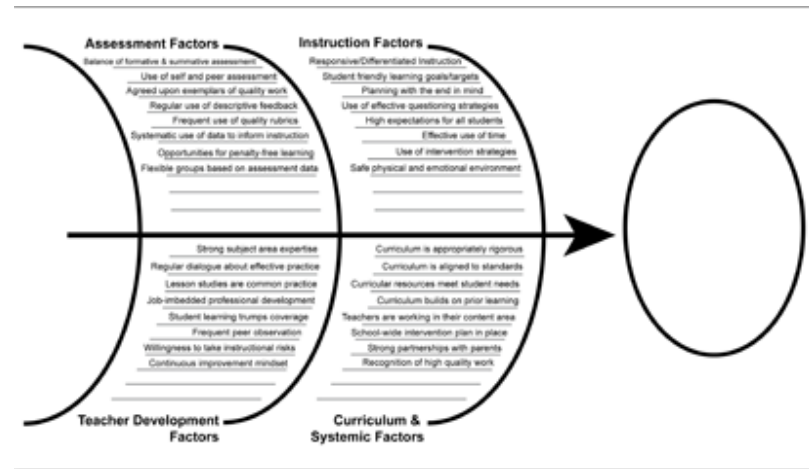 Assessment Factors
Balance of formative & summative assessment
Use of self and peer assessment
Agreed upon exemplars of quality work
Regular use of descriptive feedback
Frequent use of quality rubrics
Systematic use of data to inform instruction
Opportunities for penalty-free learning
Flexible groups based on assessment data
Instruction Factors
Responsive/Differentiated Instruction
Student friendly learning goals/targets
Planning with the end in mind
Use of effective questioning strategies
High expectations for all students
Effective use of time
Use of intervention strategies
Safe physical and emotional environment
Strong subject area expertise
Regular dialogue about effective practice
Lesson studies are common practice
Job-imbedded professional development
Student learning trumps coverage
Frequent peer observation
Willingness to take instructional risks
Continuous improvement mindset
Teacher Development
Factors
Curriculum is appropriately rigorous
Curriculum is aligned to standards
Curricular resources meet student needs
Curriculum builds on prior learning
Teachers are working in their content area
School-wide intervention plan in place
Strong partnerships with parents
Recognition of high quality work
Curriculum &
Systemic Factors